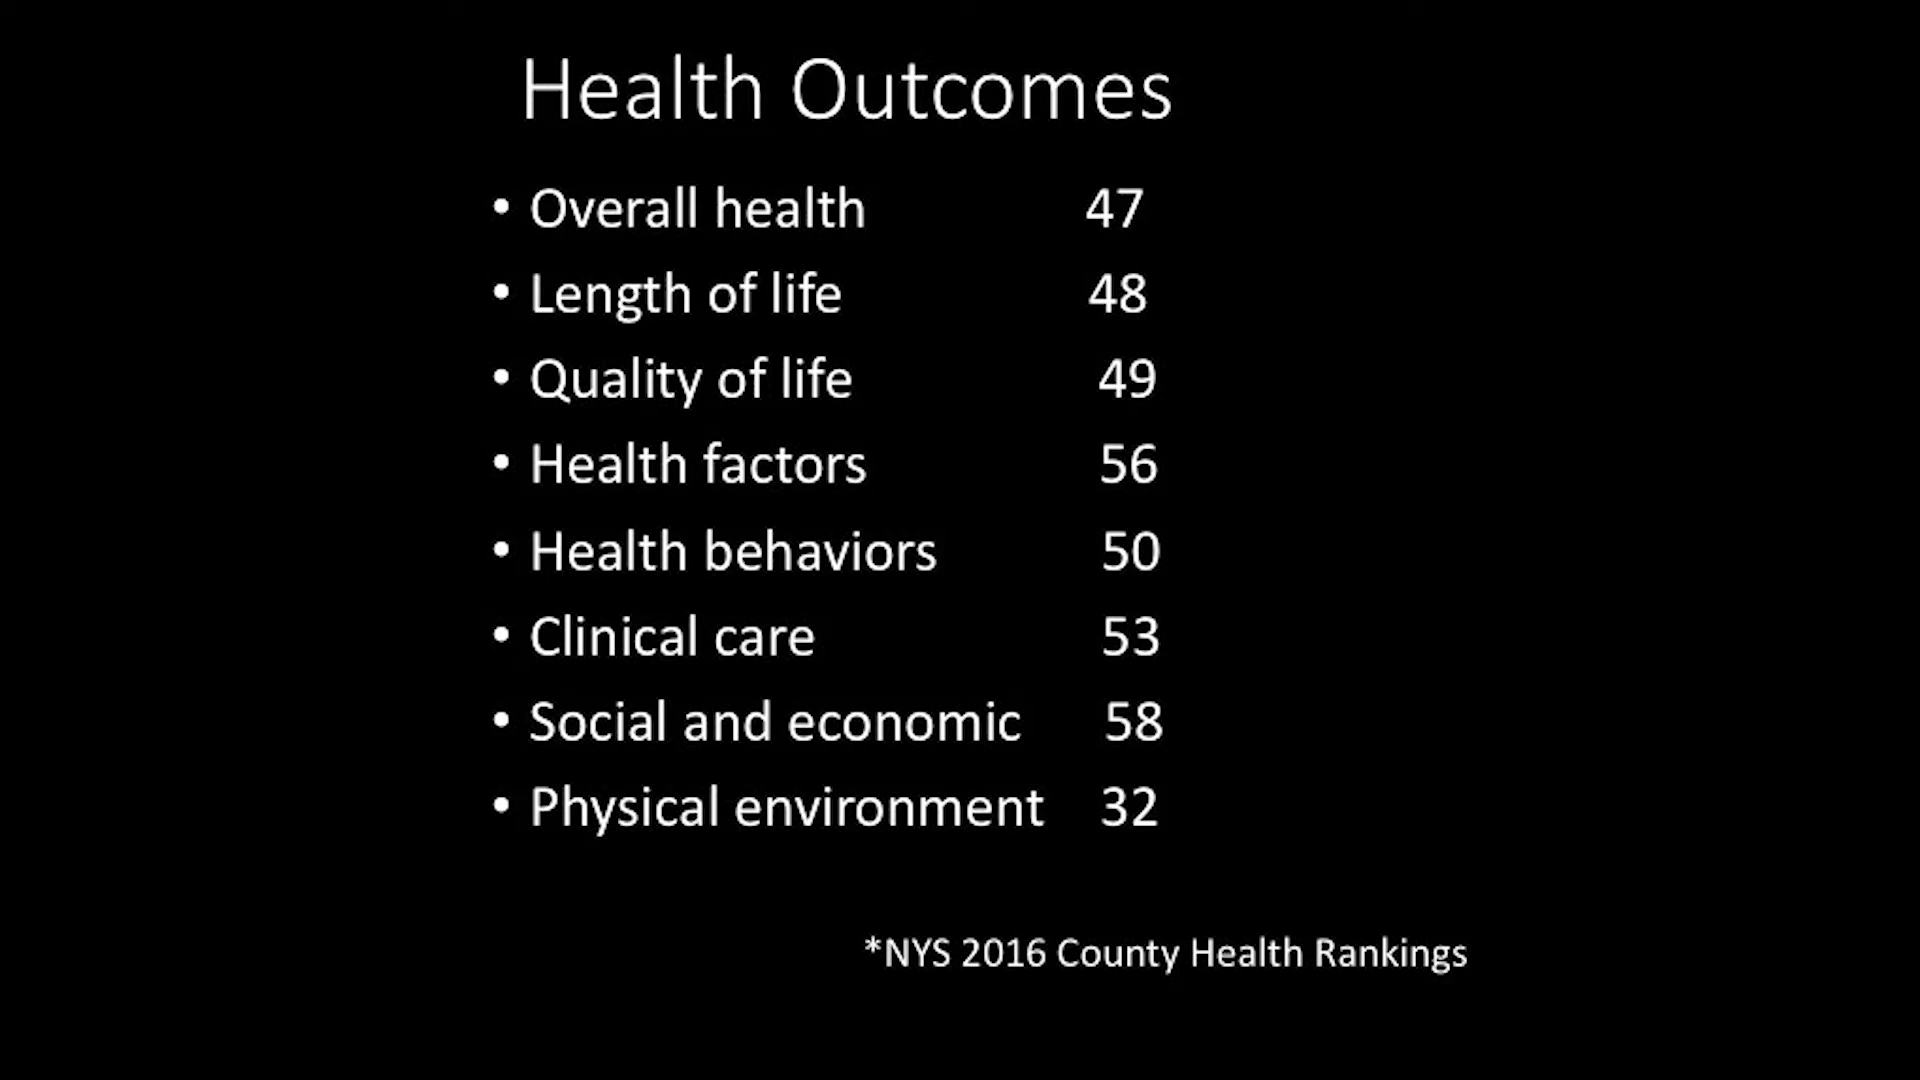 Health Outcomes
• Overall health 47
• Length of life 48
• Quality of life 49
• Health factors 56
• Health behaviors 50
• Clinical care 53
• Social and economic 58
• Physical environment 32
*NYS 2016 County Health Rankings